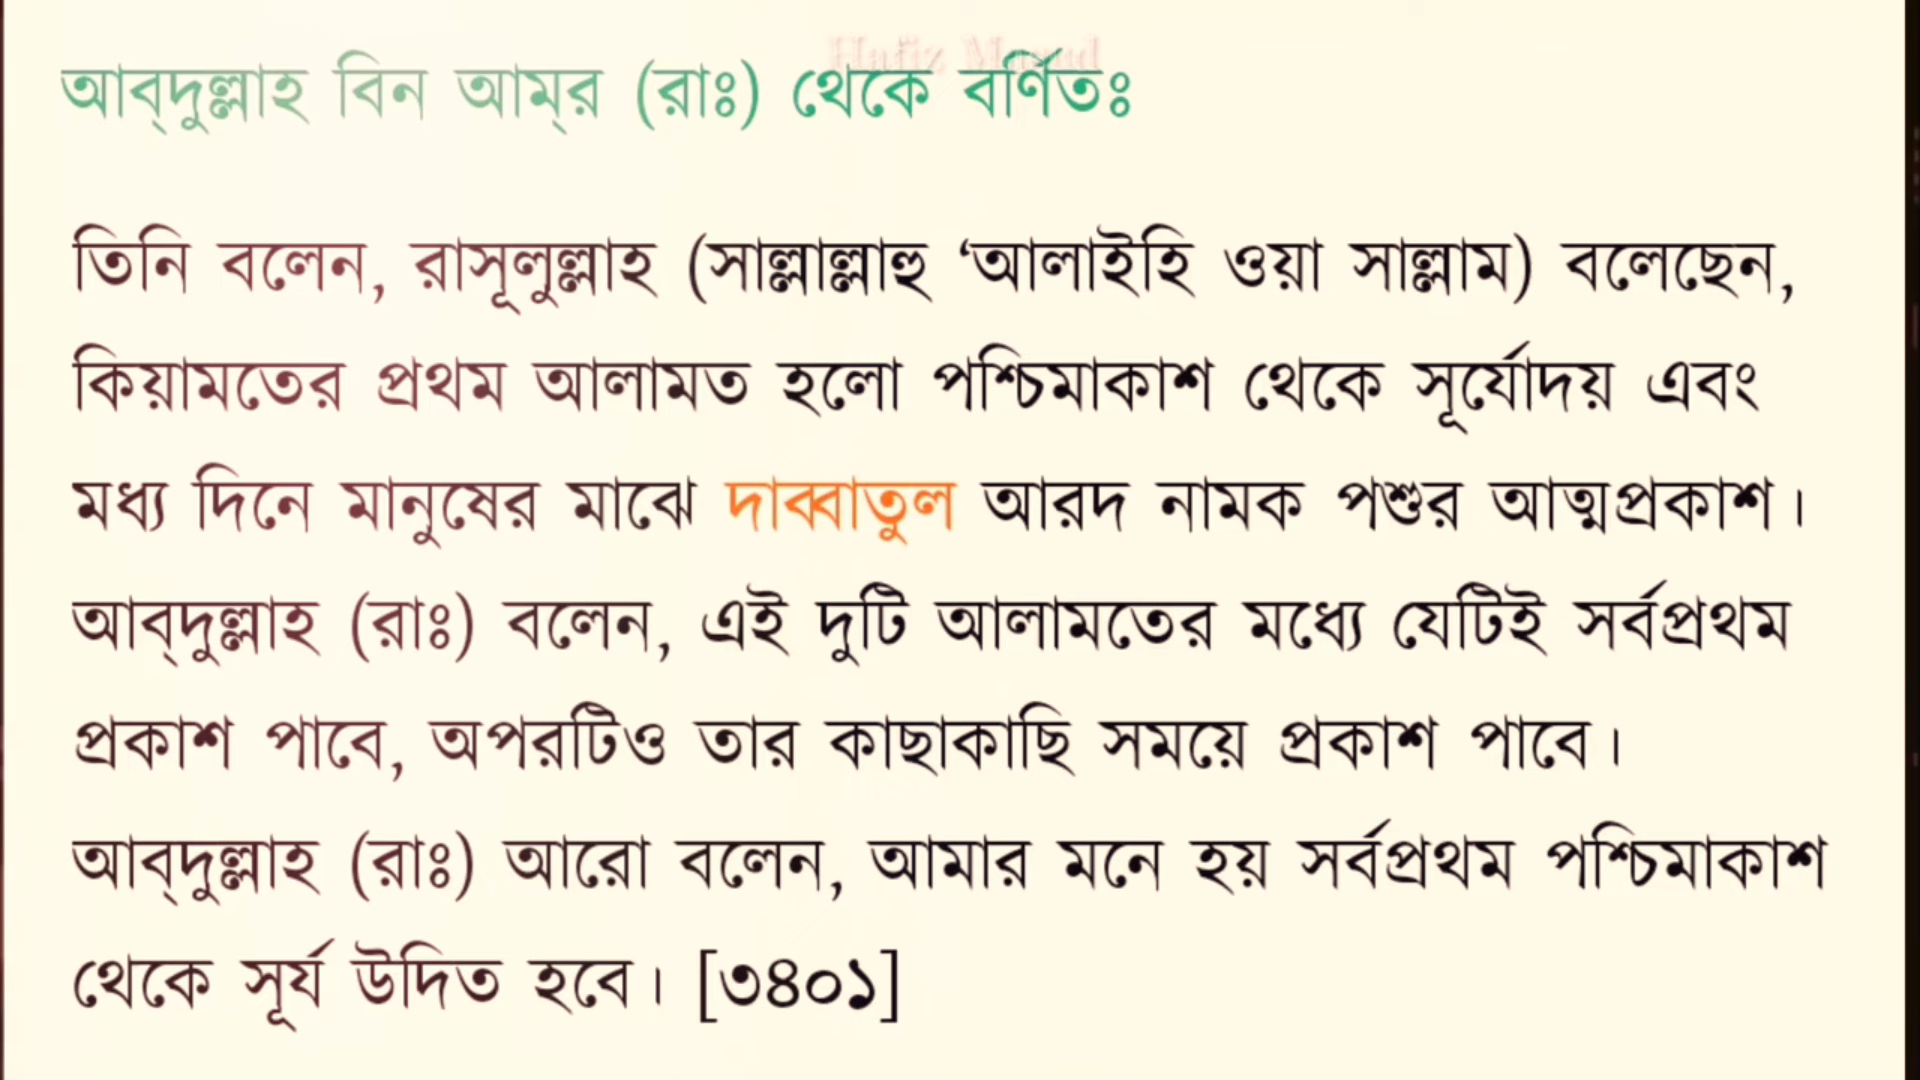 Hafiz
আব্‌দুল্লাহ বিন আম্‌র (রাঃ) থেকে বর্ণিতঃ
তিনি বলেন, রাসূলুল্লাহ (সাল্লাল্লাহু ‘আলাইহি ওয়া সাল্লাম) বলেছেন,
কিয়ামতের প্রথম আলামত হলো পশ্চিমাকাশ থেকে সূর্যোদয় এবং
মধ্য দিনে মানুষের মাঝে দাব্বাতুল আরদ নামক পশুর আত্মপ্রকাশ।
আব্‌দুল্লাহ (রাঃ) বলেন, এই দুটি আলামতের মধ্যে যেটিই সর্বপ্রথম
প্রকাশ পাবে, অপরটিও তার কাছাকাছি সময়ে প্রকাশ পাবে।
আব্‌দুল্লাহ (রাঃ) আরো বলেন, আমার মনে হয় সর্বপ্রথম পশ্চিমাকাশ
থেকে সূর্য উদিত হবে। [৩৪০১]